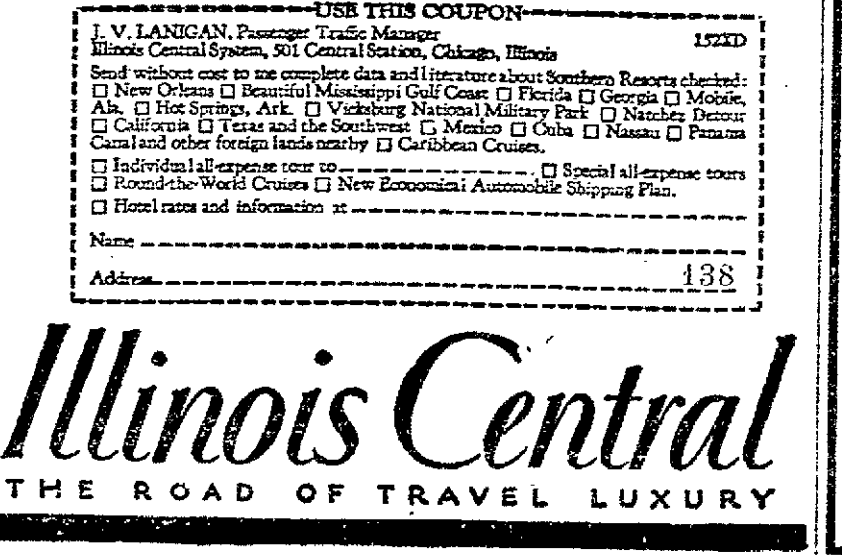 USE THIS COUPON
J. V. LANIGAN, Passenger Traffic Manager 152XD
Illinois Central System, 501 Central Station, Chicago, Illinois
Send without cost to me complete data and literature about Southern Resorts checked:
☐ New Orleans ☐ Beautiful Mississippi Gulf Coast ☐ Florida ☐ Georgia ☐ Mobile,
Ala. ☐ Hot Springs, Ark. ☐ Vicksburg National Military Park ☐ Natchez Detour
☐ California ☐ Texas and the Southwest ☐ Mexico ☐ Cuba ☐ Nassau ☐ Panama
Canal and other foreign lands nearby ☐ Caribbean Cruises.
☐ Individual all-expense tour to ☐ Special all-expense tours
☐ Round-the-World Cruises ☐ New Economical Automobile Shipping Plan.
☐ Hotel rates and information at
Name
Address 138
Illinois Central
THE ROAD OF TRAVEL LUXURY